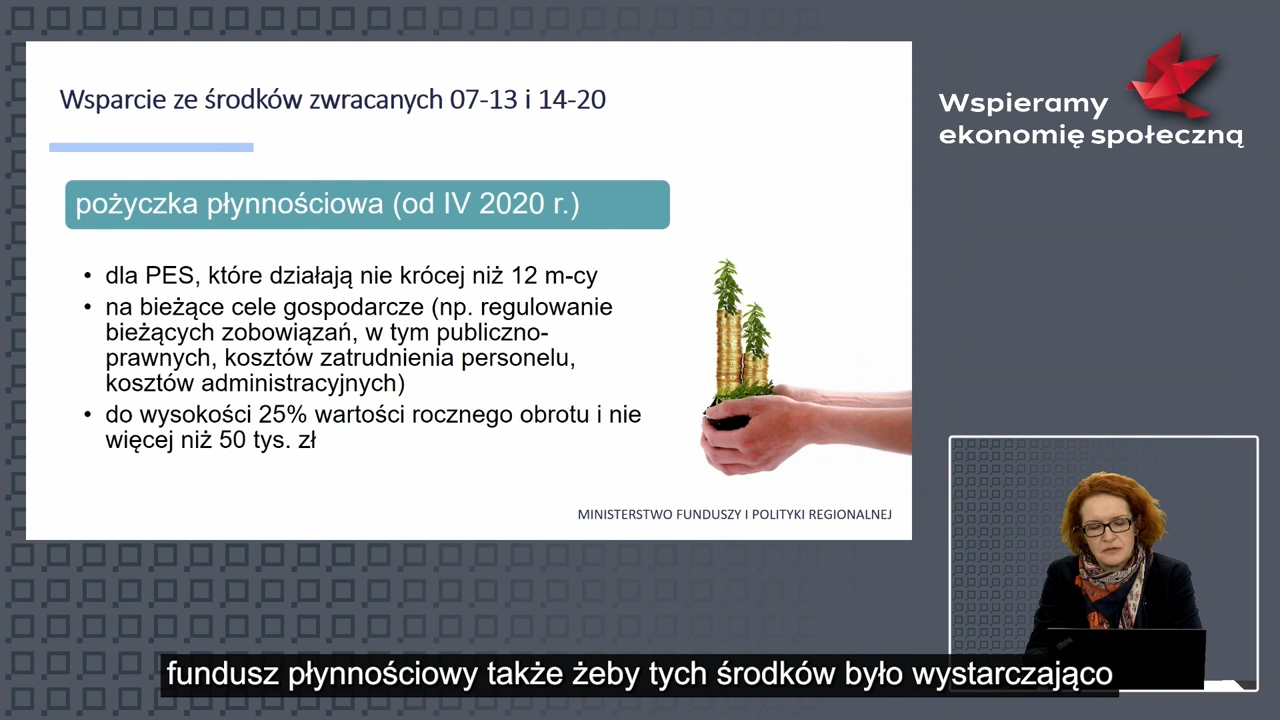 Wsparcie ze środków zwracanych 07-13 i 14-20
pożyczka płynnościowa (od IV 2020 r.)
• dla PES, które działają nie krócej niż 12 m-cy
• na bieżące cele gospodarcze (np. regulowanie
bieżących zobowiązań, w tym publiczno-
prawnych, kosztów zatrudnienia personelu,
kosztów administracyjnych)
• do wysokości 25% wartości rocznego obrotu i nie
więcej niż 50 tys. zł
MINISTERSTWO FUNDUSZY I POLITYKI REGIONALNEJ
Wspieramy
ekonomię społeczną
fundusz płynnościowy także żeby tych środków było wystarczająco